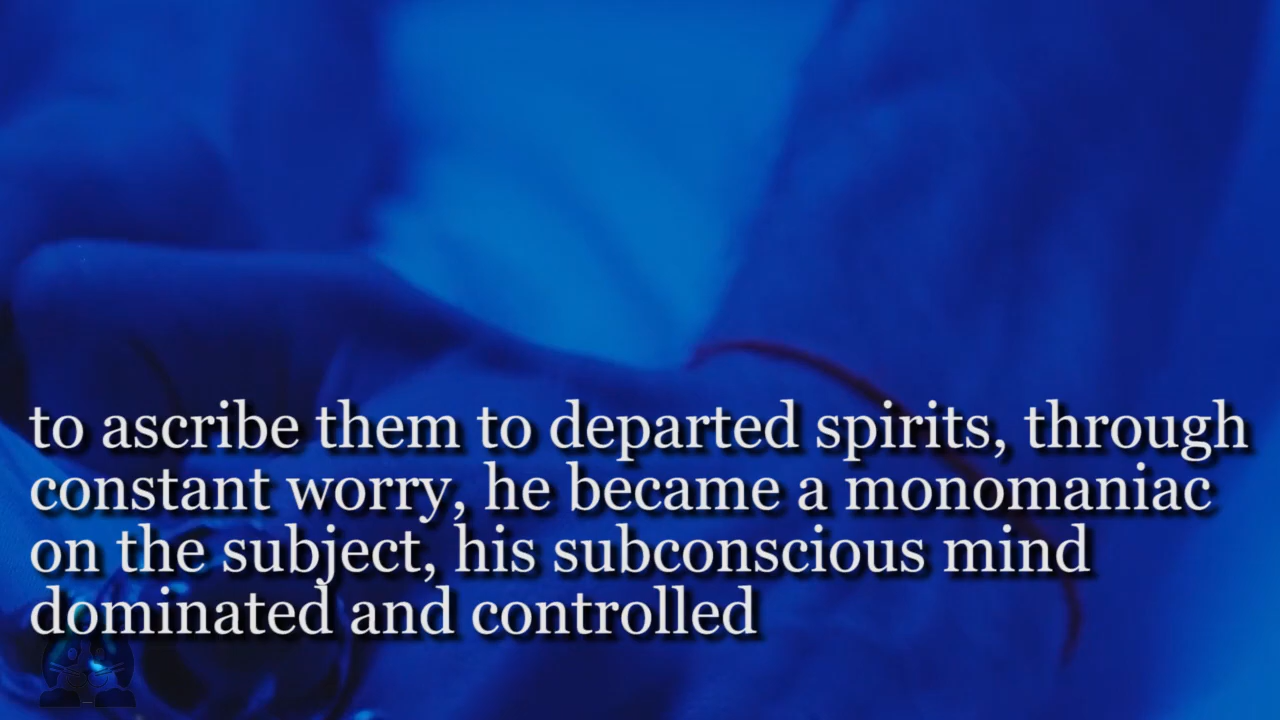 to ascribe them to departed spirits, through
constant worry, he became a monomaniac
on the subject, his subconscious mind
dominated and controlled